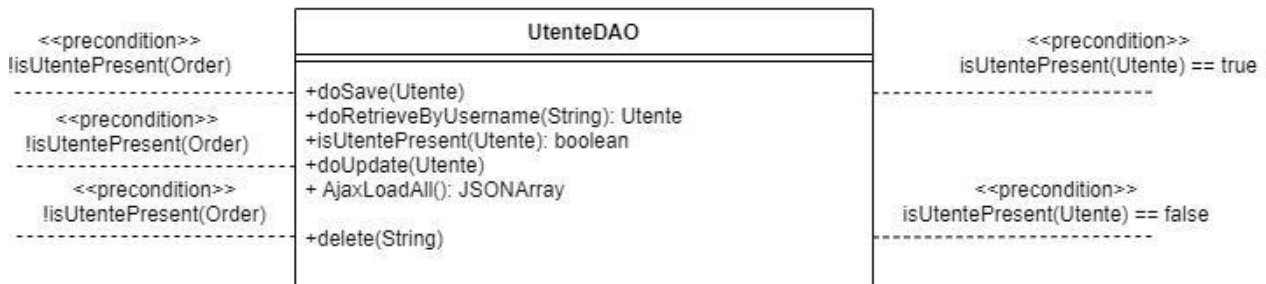 UtenteDAO
<<precondition>>
!isUtentePresent(Order)
<<precondition>>
!isUtentePresent(Order)
<<precondition>>
!isUtentePresent(Order)
+doSave(Utente)
+doRetrieveByUsername(String): Utente
+isUtentePresent(Utente): boolean
+doUpdate(Utente)
+ AjaxLoadAll(): JSONArray
+delete(String)
<<precondition>>
isUtentePresent(Utente) == true
<<precondition>>
isUtentePresent(Utente) == false